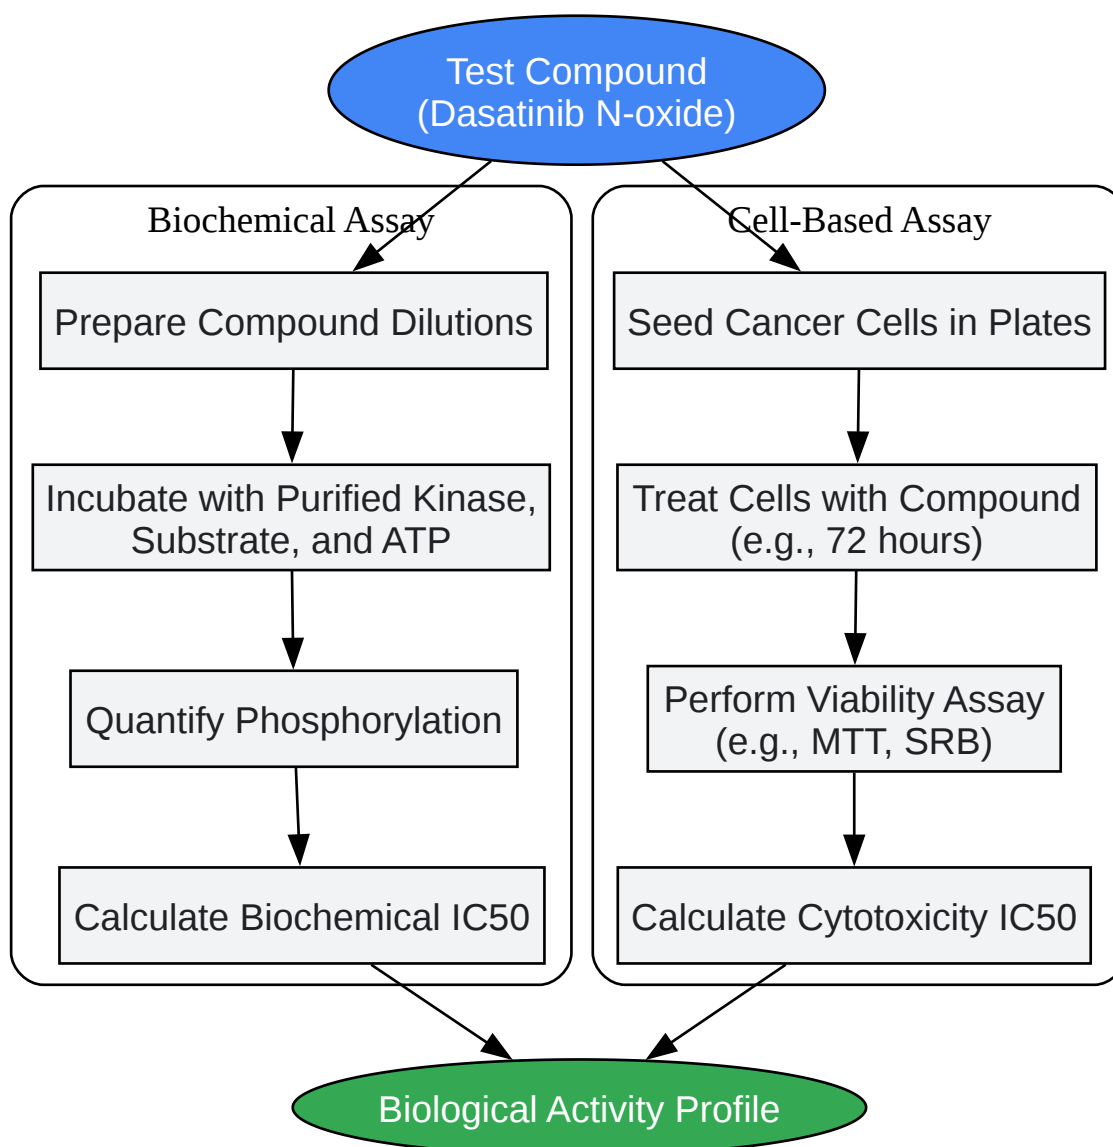 Test Compound
(Dasatinib N-oxide)
Biochemical Assay
Prepare Compound Dilutions
Incubate with Purified Kinase,
Substrate, and ATP
Quantify Phosphorylation
Calculate Biochemical IC50
Cell-Based Assay
Seed Cancer Cells in Plates
Treat Cells with Compound
(e.g., 72 hours)
Perform Viability Assay
(e.g., MTT, SRB)
Calculate Cytotoxicity IC50
Biological Activity Profile